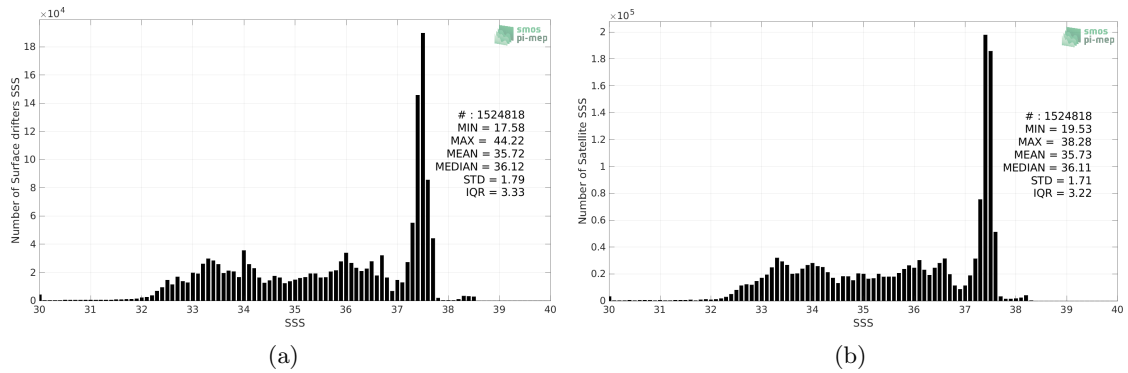 ×10⁴
smos
pi-mep
18
16
14
12
10
8
6
4
2
0
Number of Surface drifters SSS
# : 1524818
MIN = 17.58
MAX = 44.22
MEAN = 35.72
MEDIAN = 36.12
STD = 1.79
IQR = 3.33
30 31 32 33 34 35 36 37 38 39 40
SSS
(a)
×10⁵
smos
pi-mep
2
1.8
1.6
1.4
1.2
1
0.8
0.6
0.4
0.2
0
Number of Satellite SSS
# : 1524818
MIN = 19.53
MAX = 38.28
MEAN = 35.73
MEDIAN = 36.11
STD = 1.71
IQR = 3.22
30 31 32 33 34 35 36 37 38 39 40
SSS
(b)